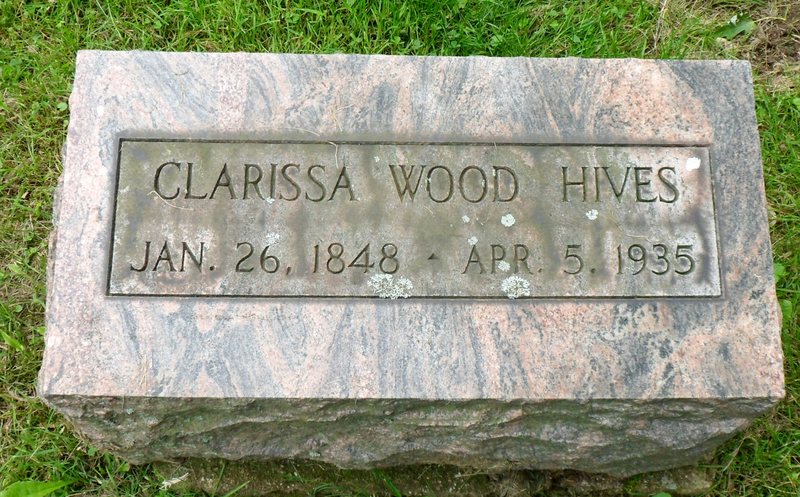 CLARISSA WOOD HIVES
JAN. 26, 1848 - APR. 5. 1935